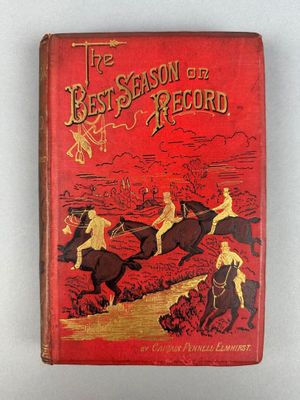 The
BEST SEASON on
RECORD.
BY CAPTAIN PENNELL-ELMHIRST.